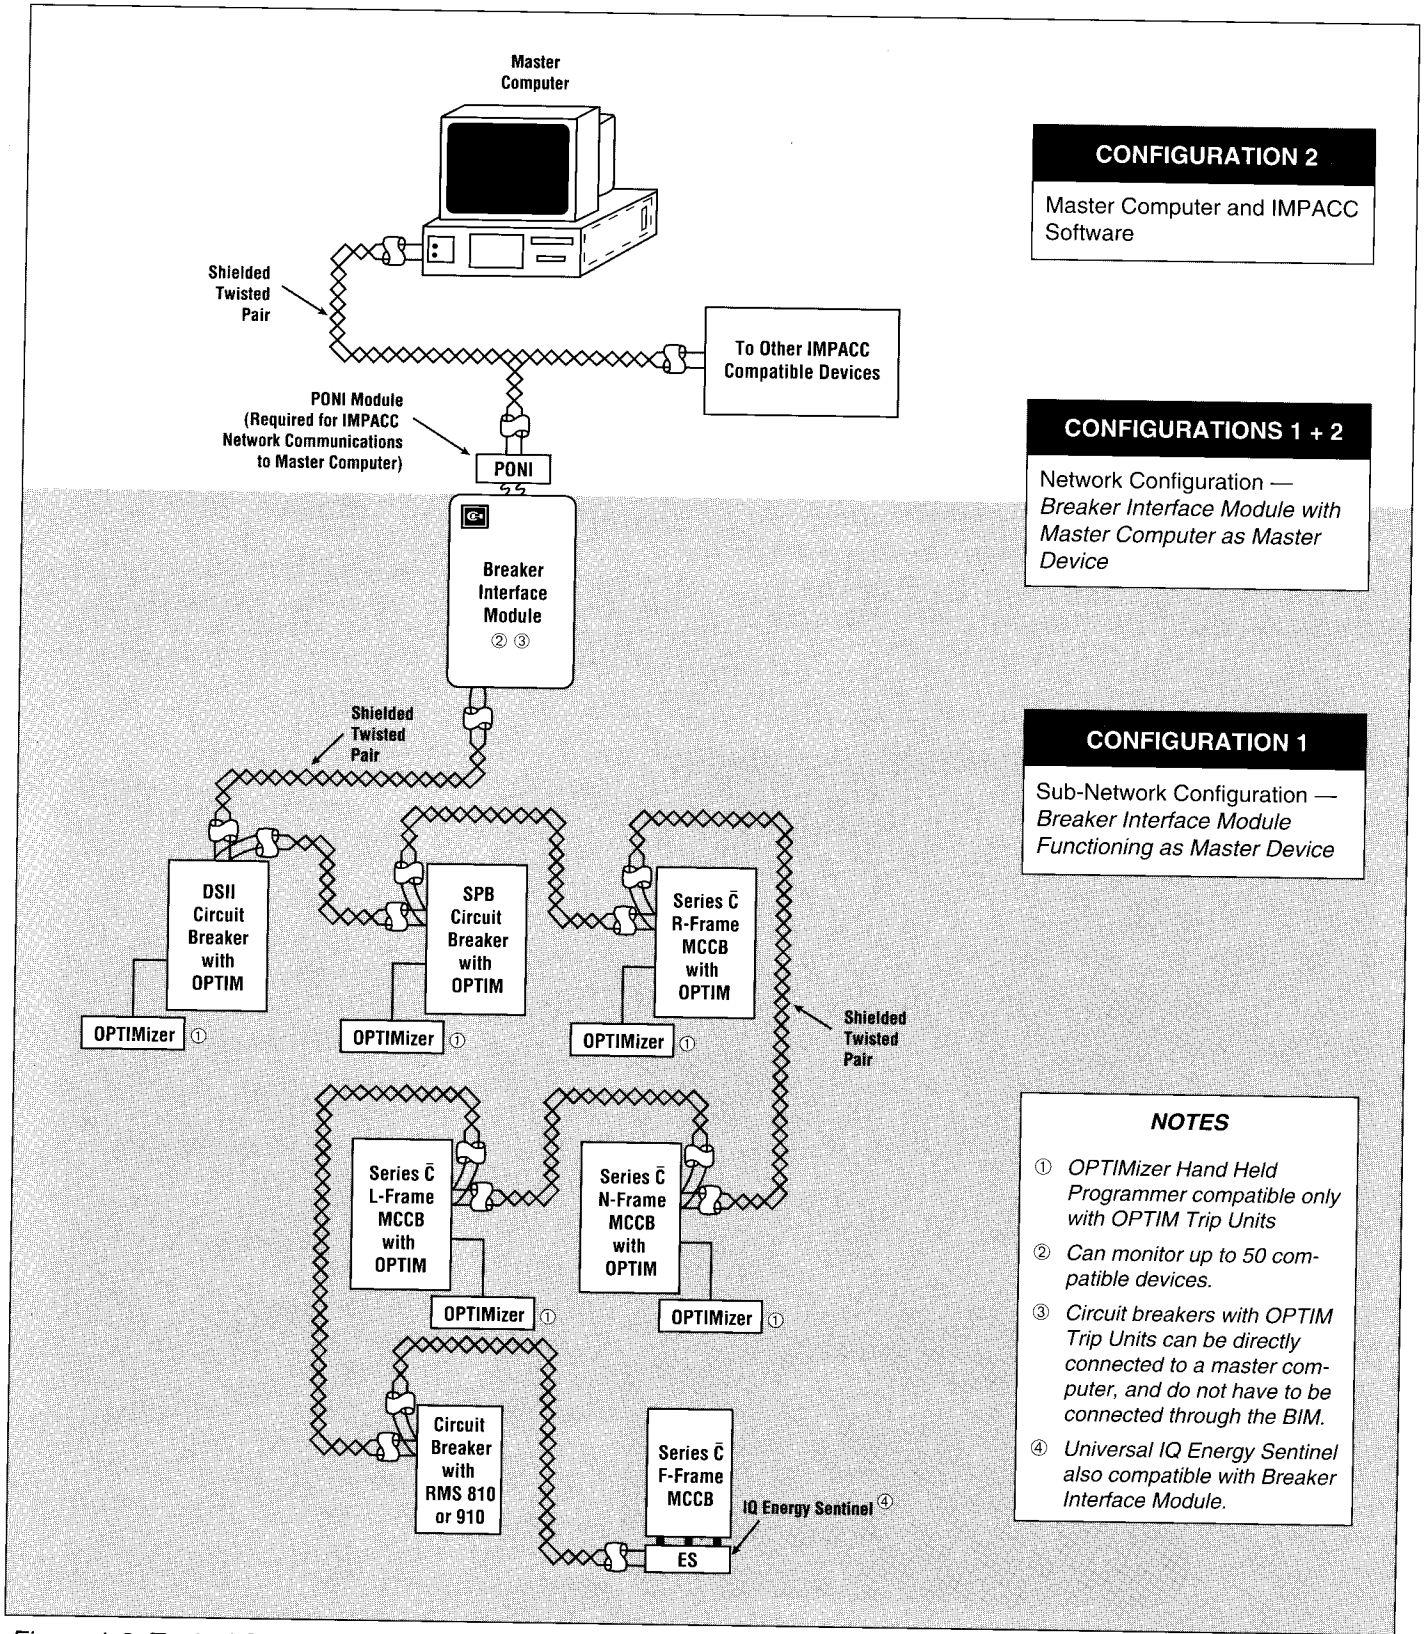 Master
Computer
CONFIGURATION 2
Master Computer and IMPACC
Software
Shielded
Twisted
Pair
To Other IMPACC
Compatible Devices
PONI Module
(Required for IMPACC
Network Communications
to Master Computer)
PONI
CONFIGURATIONS 1 + 2
Network Configuration —
Breaker Interface Module with
Master Computer as Master
Device
Breaker
Interface
Module
② ③
Shielded
Twisted
Pair
CONFIGURATION 1
Sub-Network Configuration —
Breaker Interface Module
Functioning as Master Device
DSII
Circuit
Breaker
with
OPTIM
OPTIMizer ①
SPB
Circuit
Breaker
with
OPTIM
OPTIMizer ①
Series C̄
R-Frame
MCCB
with
OPTIM
OPTIMizer ①
Shielded
Twisted
Pair
Series C̄
L-Frame
MCCB
with
OPTIM
OPTIMizer ①
Series C̄
N-Frame
MCCB
with
OPTIM
OPTIMizer ①
Circuit
Breaker
with
RMS 810
or 910
Series C̄
F-Frame
MCCB
IQ Energy Sentinel ④
ES
NOTES
① OPTIMizer Hand Held
Programmer compatible only
with OPTIM Trip Units
② Can monitor up to 50 com-
patible devices.
③ Circuit breakers with OPTIM
Trip Units can be directly
connected to a master com-
puter, and do not have to be
connected through the BIM.
④ Universal IQ Energy Sentinel
also compatible with Breaker
Interface Module.